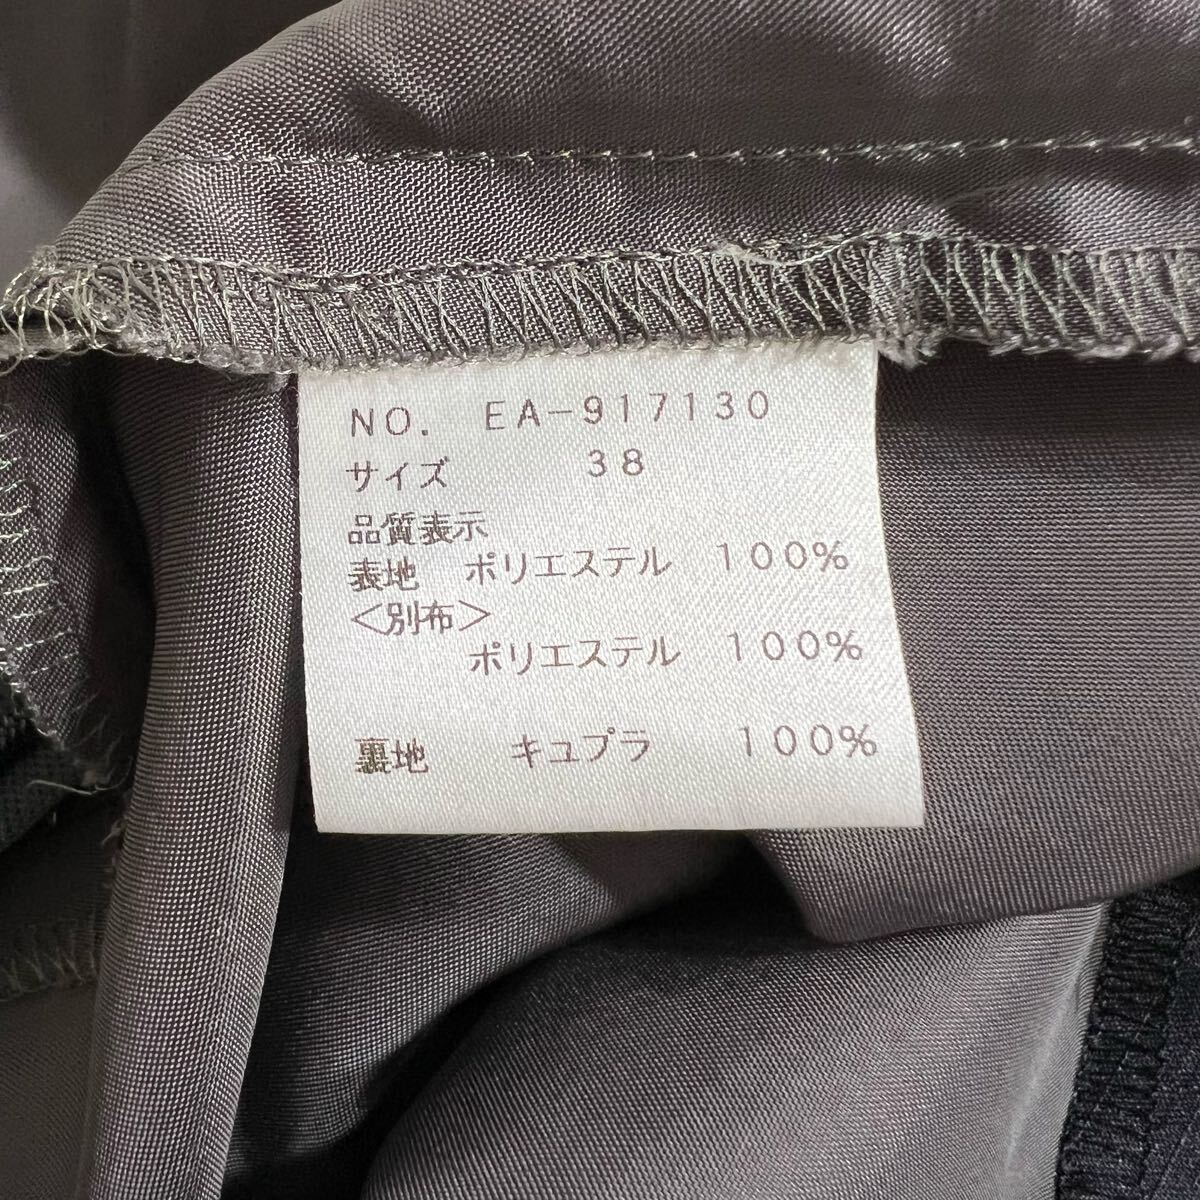 NO. EA-917130
サイズ 38
品質表示
表地 ポリエステル 100%
<別布>
ポリエステル 100%
裏地 キュプラ 100%